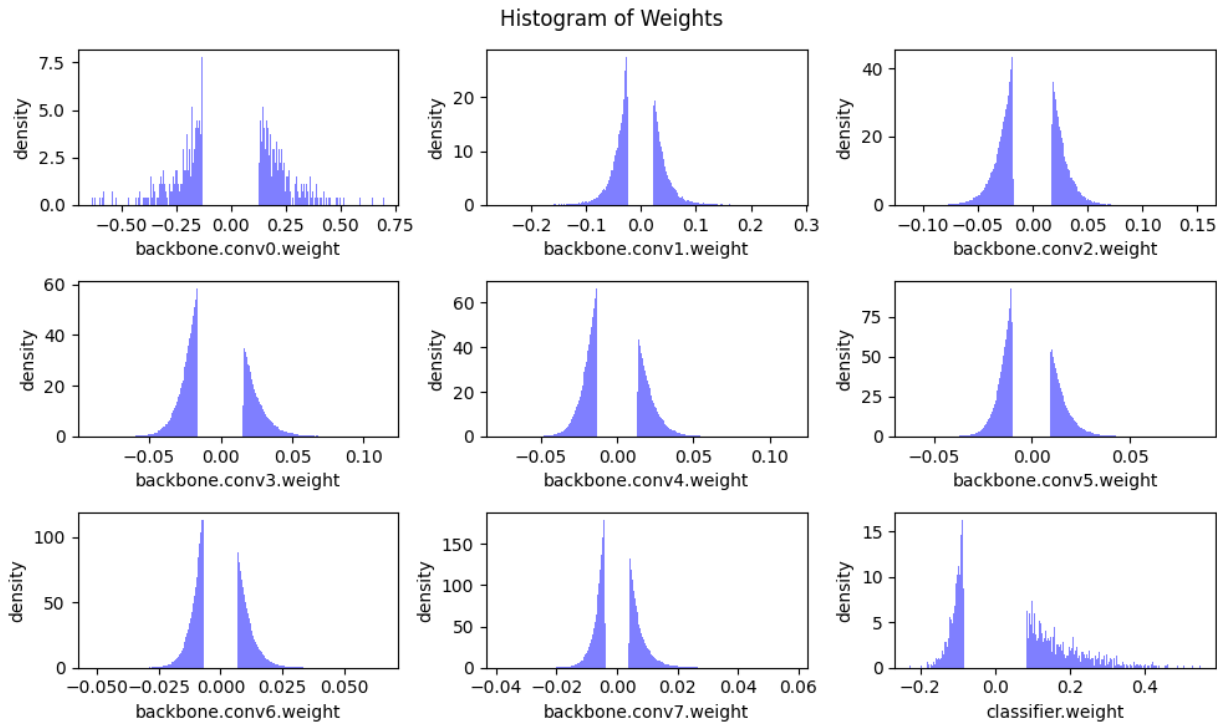 Histogram of Weights
density
7.5
5.0
2.5
0.0
−0.50 −0.25 0.00 0.25 0.50 0.75
backbone.conv0.weight
density
20
10
0
−0.2 −0.1 0.0 0.1 0.2 0.3
backbone.conv1.weight
density
40
20
0
−0.10 −0.05 0.00 0.05 0.10 0.15
backbone.conv2.weight
density
60
40
20
0
−0.05 0.00 0.05 0.10
backbone.conv3.weight
density
60
40
20
0
−0.05 0.00 0.05 0.10
backbone.conv4.weight
density
75
50
25
0
−0.05 0.00 0.05
backbone.conv5.weight
density
100
50
0
−0.050 −0.025 0.000 0.025 0.050
backbone.conv6.weight
density
150
100
50
0
−0.04 −0.02 0.00 0.02 0.04 0.06
backbone.conv7.weight
density
15
10
5
0
−0.2 0.0 0.2 0.4
classifier.weight